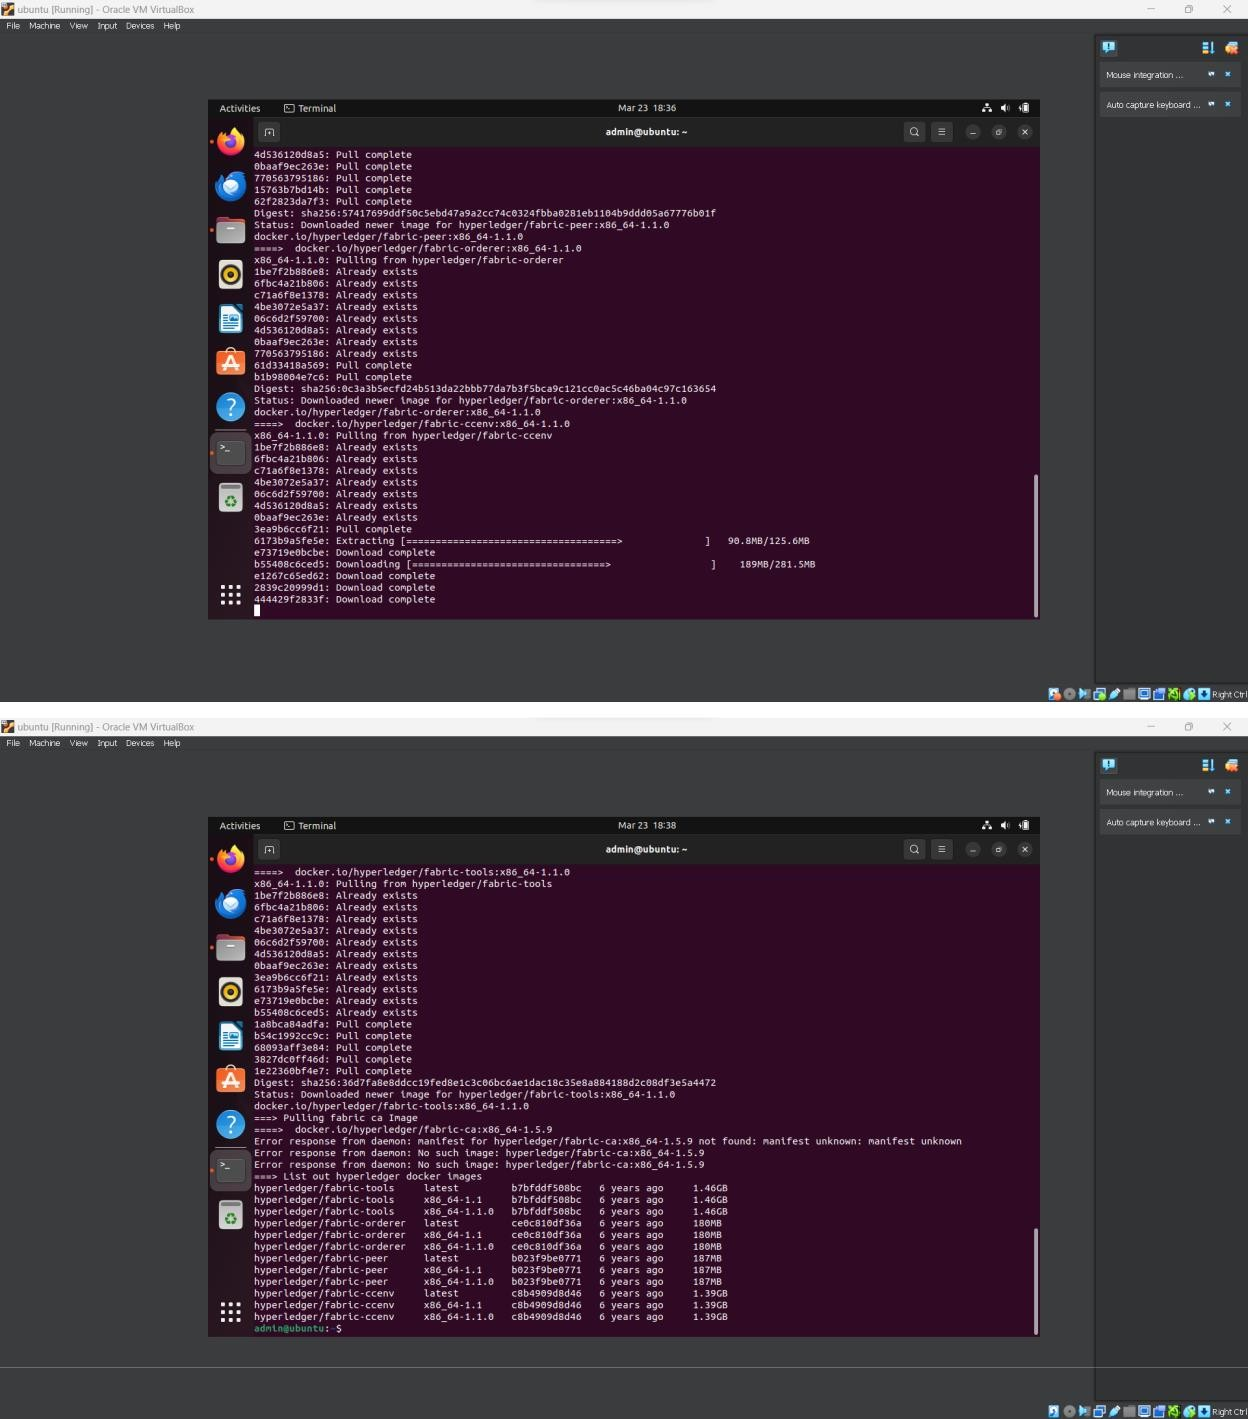 ubuntu [Running] - Oracle VM VirtualBox
File Machine View Input Devices Help
Mouse integration ...
Auto capture keyboard ...
Activities Terminal Mar 23 18:36
admin@ubuntu: ~
4d536120d8a5: Pull complete
0baaf9ec263e: Pull complete
770563795186: Pull complete
15763b7bd14b: Pull complete
62f2823da7f3: Pull complete
Digest: sha256:57417699ddf50c5ebd47a9a2cc74c0324fbba0281eb1104b9ddd05a67776b01f
Status: Downloaded newer image for hyperledger/fabric-peer:x86_64-1.1.0
docker.io/hyperledger/fabric-peer:x86_64-1.1.0
====> docker.io/hyperledger/fabric-orderer:x86_64-1.1.0
x86_64-1.1.0: Pulling from hyperledger/fabric-orderer
1be7f2b886e8: Already exists
6fbc4a21b806: Already exists
c71a6f8e1378: Already exists
4be3072e5a37: Already exists
06c6d2f59700: Already exists
4d536120d8a5: Already exists
0baaf9ec263e: Already exists
770563795186: Already exists
61d33418a569: Pull complete
b1b98004e7c6: Pull complete
Digest: sha256:0c3a3b5ecfd24b513da22bbb77da7b3f5bca9c121cc0ac5c46ba04c97c163654
Status: Downloaded newer image for hyperledger/fabric-orderer:x86_64-1.1.0
docker.io/hyperledger/fabric-orderer:x86_64-1.1.0
====> docker.io/hyperledger/fabric-ccenv:x86_64-1.1.0
x86_64-1.1.0: Pulling from hyperledger/fabric-ccenv
1be7f2b886e8: Already exists
6fbc4a21b806: Already exists
c71a6f8e1378: Already exists
4be3072e5a37: Already exists
06c6d2f59700: Already exists
4d536120d8a5: Already exists
0baaf9ec263e: Already exists
3ea9b6cc6f21: Pull complete
6173b9a5fe5e: Extracting [====================================> ] 90.8MB/125.6MB
e73719e0bcbe: Download complete
b55408c6ced5: Downloading [=================================> ] 189MB/281.5MB
e1267c65ed62: Download complete
2839c20999d1: Download complete
444429f2833f: Download complete
Right Ctrl
ubuntu [Running] - Oracle VM VirtualBox
File Machine View Input Devices Help
Mouse integration ...
Auto capture keyboard ...
Activities Terminal Mar 23 18:38
admin@ubuntu: ~
====> docker.io/hyperledger/fabric-tools:x86_64-1.1.0
x86_64-1.1.0: Pulling from hyperledger/fabric-tools
1be7f2b886e8: Already exists
6fbc4a21b806: Already exists
c71a6f8e1378: Already exists
4be3072e5a37: Already exists
06c6d2f59700: Already exists
4d536120d8a5: Already exists
0baaf9ec263e: Already exists
3ea9b6cc6f21: Already exists
6173b9a5fe5e: Already exists
e73719e0bcbe: Already exists
b55408c6ced5: Already exists
1a8bca84adfa: Pull complete
b54c1992cc9c: Pull complete
68093aff3e84: Pull complete
3827dc0ff46d: Pull complete
1e22360bf4e7: Pull complete
Digest: sha256:36d7fa8e8ddcc19fed8e1c3c06bc6ae1dac18c35e8a884188d2c08df3e5a4472
Status: Downloaded newer image for hyperledger/fabric-tools:x86_64-1.1.0
docker.io/hyperledger/fabric-tools:x86_64-1.1.0
===> Pulling fabric ca Image
====> docker.io/hyperledger/fabric-ca:x86_64-1.5.9
Error response from daemon: manifest for hyperledger/fabric-ca:x86_64-1.5.9 not found: manifest unknown: manifest unknown
Error response from daemon: No such image: hyperledger/fabric-ca:x86_64-1.5.9
Error response from daemon: No such image: hyperledger/fabric-ca:x86_64-1.5.9
===> List out hyperledger docker images
hyperledger/fabric-tools latest b7bfddf508bc 6 years ago 1.46GB
hyperledger/fabric-tools x86_64-1.1 b7bfddf508bc 6 years ago 1.46GB
hyperledger/fabric-tools x86_64-1.1.0 b7bfddf508bc 6 years ago 1.46GB
hyperledger/fabric-orderer latest ce0c810df36a 6 years ago 180MB
hyperledger/fabric-orderer x86_64-1.1 ce0c810df36a 6 years ago 180MB
hyperledger/fabric-orderer x86_64-1.1.0 ce0c810df36a 6 years ago 180MB
hyperledger/fabric-peer latest b023f9be0771 6 years ago 187MB
hyperledger/fabric-peer x86_64-1.1 b023f9be0771 6 years ago 187MB
hyperledger/fabric-peer x86_64-1.1.0 b023f9be0771 6 years ago 187MB
hyperledger/fabric-ccenv latest c8b4909d8d46 6 years ago 1.39GB
hyperledger/fabric-ccenv x86_64-1.1 c8b4909d8d46 6 years ago 1.39GB
hyperledger/fabric-ccenv x86_64-1.1.0 c8b4909d8d46 6 years ago 1.39GB
admin@ubuntu:~$
Right Ctrl